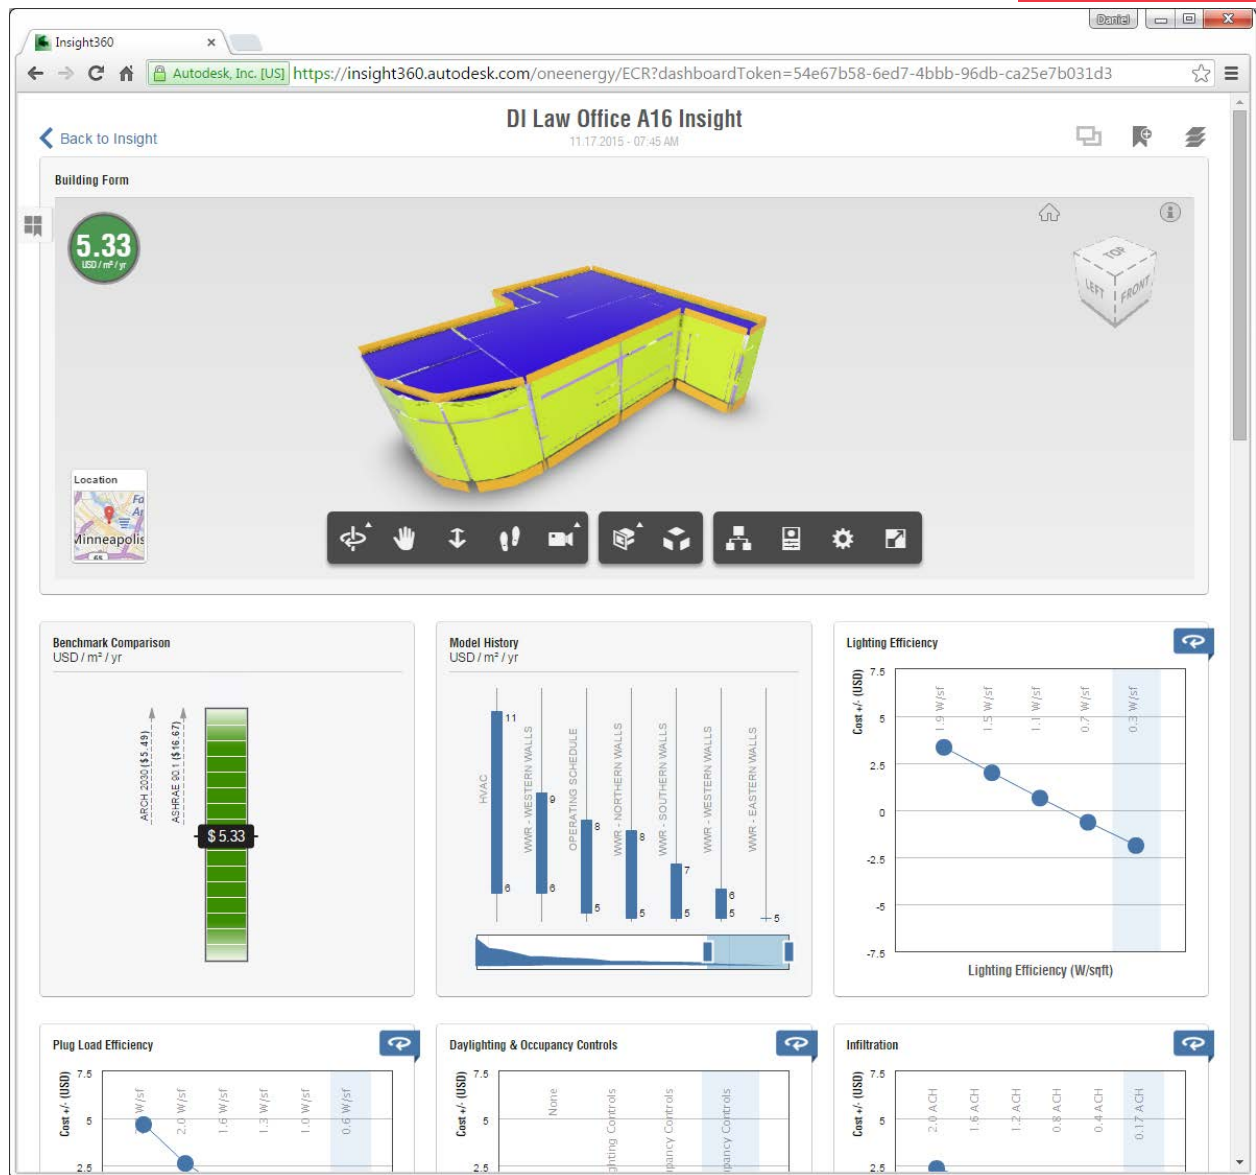 Daniel
Insight360
Autodesk, Inc. [US] https://insight360.autodesk.com/oneenergy/ECR?dashboardToken=54e67b58-6ed7-4bbb-96db-ca25e7b031d3
Back to Insight
DI Law Office A16 Insight
11.17.2015 - 07:45 AM
Building Form
5.33
USD / m² / yr
TOP
LEFT
FRONT
Location
Minneapolis
Benchmark Comparison
USD / m² / yr
ARCH 2030 ($5.49)
ASHRAE 90.1 ($16.67)
$ 5.33
Model History
USD / m² / yr
HVAC
WWR - WESTERN WALLS
OPERATING SCHEDULE
WWR - NORTHERN WALLS
WWR - SOUTHERN WALLS
WWR - WESTERN WALLS
WWR - EASTERN WALLS
11
9
8
8
7
6
6
6
5
5
5
5
5
Lighting Efficiency
Cost +/- (USD)
7.5
5
2.5
0
-2.5
-5
-7.5
1.9 W/sf
1.5 W/sf
1.1 W/sf
0.7 W/sf
0.3 W/sf
Lighting Efficiency (W/sqft)
Plug Load Efficiency
Cost +/- (USD)
7.5
5
2.5
W/sf
2.0 W/sf
1.6 W/sf
1.3 W/sf
1.0 W/sf
0.6 W/sf
Daylighting & Occupancy Controls
Cost +/- (USD)
7.5
5
2.5
None
ghting Controls
pancy Controls
pancy Controls
Infiltration
Cost +/- (USD)
7.5
5
2.5
2.0 ACH
1.6 ACH
1.2 ACH
0.8 ACH
0.4 ACH
0.17 ACH